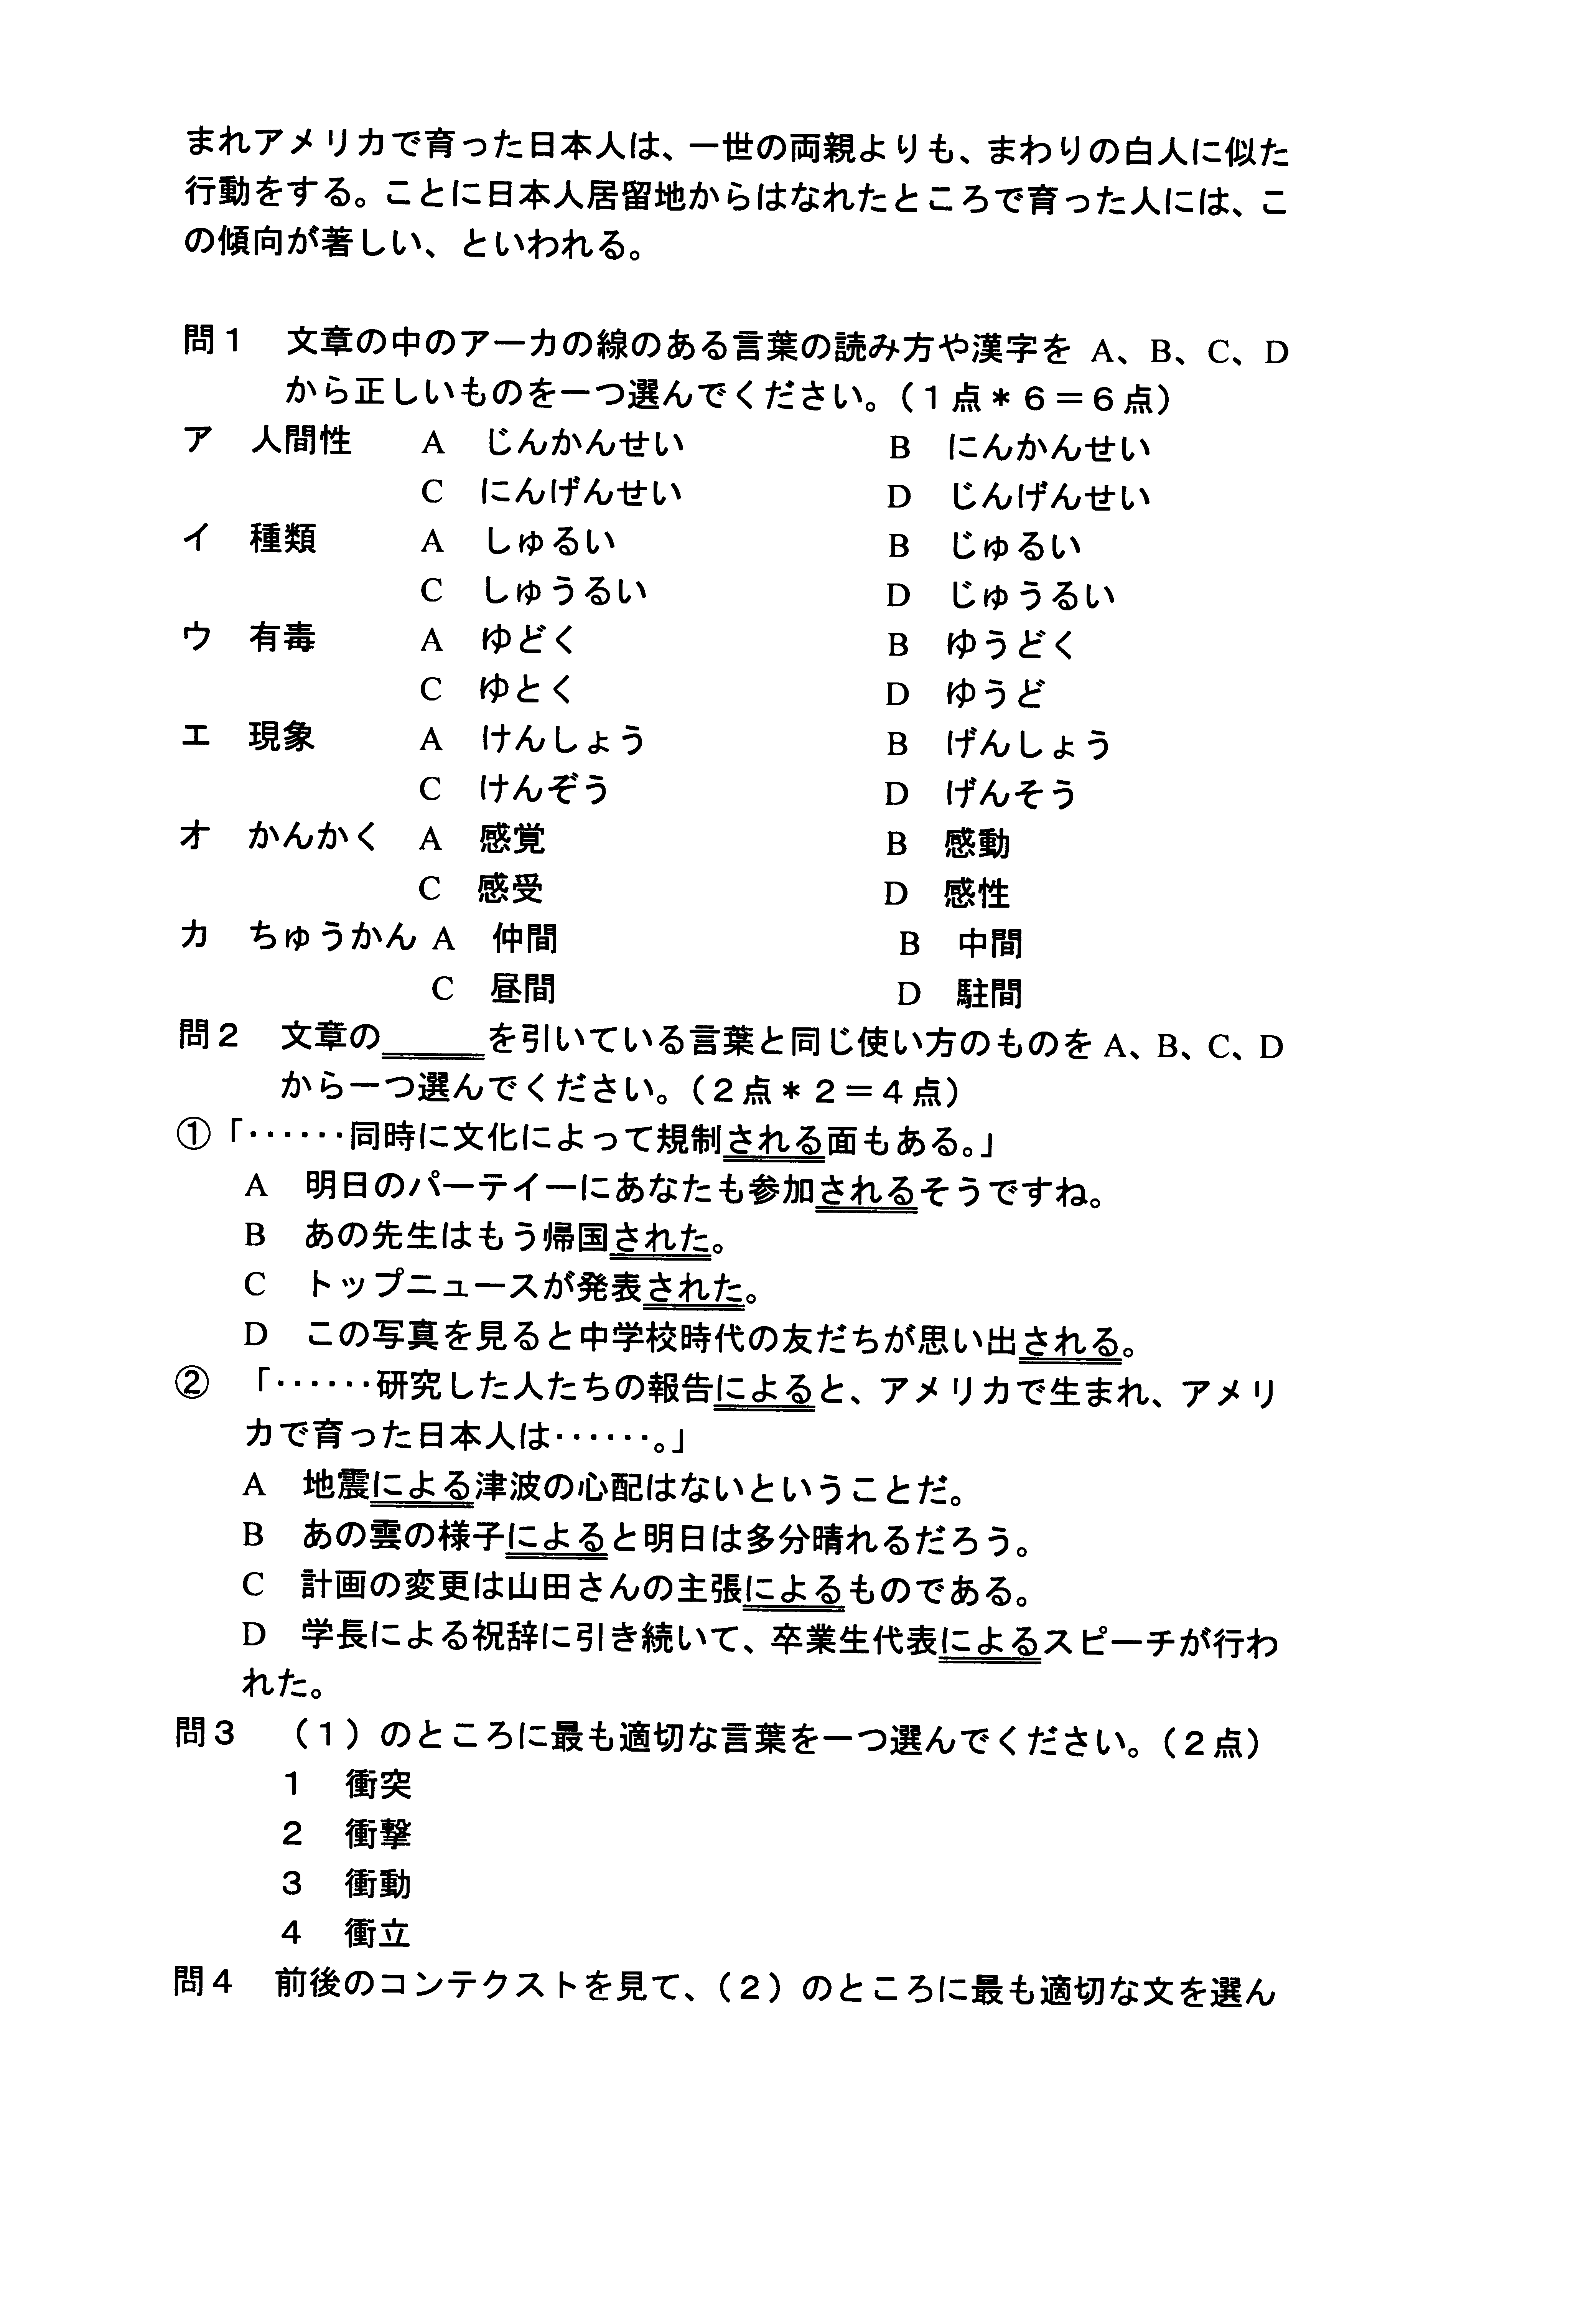 まれアメリカで育った日本人は、一世の両親よりも、まわりの白人に似た
行動をする。ことに日本人居留地からはなれたところで育った人には、こ
の傾向が著しい、といわれる。
問1 文章の中のアーカの線のある言葉の読み方や漢字を A、B、C、D
から正しいものを一つ選んでください。(1点*6=6点)
ア 人間性 A じんかんせい B にんかんせい
C にんげんせい D じんげんせい
イ 種類 A しゅるい B じゅるい
C しゅうるい D じゅうるい
ウ 有毒 A ゆどく B ゆうどく
C ゆとく D ゆうど
エ 現象 A けんしょう B げんしょう
C けんぞう D げんそう
オ かんかく A 感覚 B 感動
C 感受 D 感性
カ ちゅうかん A 仲間 B 中間
C 昼間 D 駐間
問2 文章の______を引いている言葉と同じ使い方のものを A、B、C、D
から一つ選んでください。(2点*2=4点)
①「‥‥‥同時に文化によって規制される面もある。」
A 明日のパーテイーにあなたも参加されるそうですね。
B あの先生はもう帰国された。
C トップニュースが発表された。
D この写真を見ると中学校時代の友だちが思い出される。
② 「‥‥‥研究した人たちの報告によると、アメリカで生まれ、アメリ
カで育った日本人は‥‥‥。」
A 地震による津波の心配はないということだ。
B あの雲の様子によると明日は多分晴れるだろう。
C 計画の変更は山田さんの主張によるものである。
D 学長による祝辞に引き続いて、卒業生代表によるスピーチが行わ
れた。
問3 (1)のところに最も適切な言葉を一つ選んでください。(2点)
1 衝突
2 衝撃
3 衝動
4 衝立
問4 前後のコンテクストを見て、(2)のところに最も適切な文を選ん